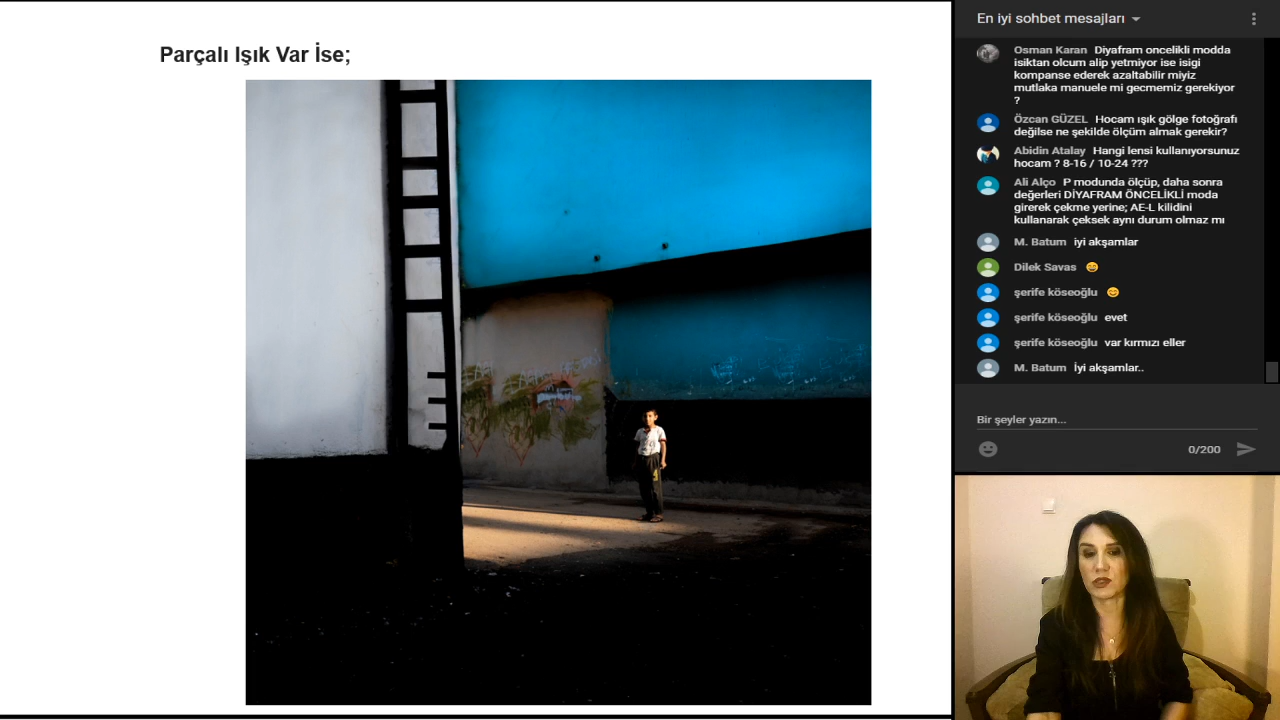 Parçalı Işık Var İse;
En iyi sohbet mesajları
Osman Karan Diyafram oncelikli modda
isiktan olcum alip yetmiyor ise isigi
kompanse ederek azaltabilir miyiz
mutlaka manuele mi gecmemiz gerekiyor
?
Özcan GÜZEL Hocam ışık gölge fotoğrafı
değilse ne şekilde ölçüm almak gerekir?
Abidin Atalay Hangi lensi kullanıyorsunuz
hocam ? 8-16 / 10-24 ???
Ali Alço P modunda ölçüp, daha sonra
değerleri DİYAFRAM ÖNCELİKLİ moda
girerek çekme yerine; AE-L kilidini
kullanarak çeksek aynı durum olmaz mı
M. Batum iyi akşamlar
Dilek Savas 😄
şerife köseoğlu 😄
şerife köseoğlu evet
şerife köseoğlu var kırmızı eller
M. Batum İyi akşamlar..
Bir şeyler yazın...
0/200